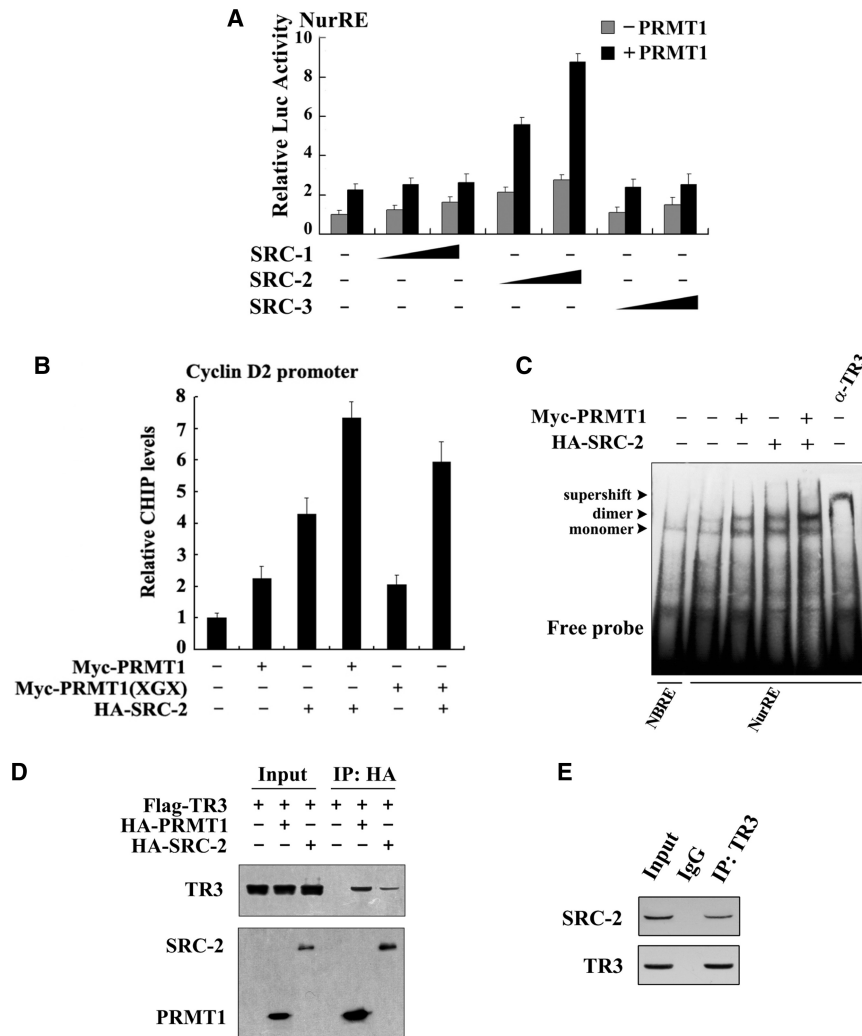 A
NurRE
− PRMT1
+ PRMT1
Relative Luc Activity
10
8
6
4
2
0
SRC-1 − − − − −
SRC-2 − − − − −
SRC-3 − − − − −
B
Cyclin D2 promoter
Relative CHIP levels
8
7
6
5
4
3
2
1
0
Myc-PRMT1 − + − + − −
Myc-PRMT1(XGX) − − − − + +
HA-SRC-2 − − + + − +
C
α-TR3
Myc-PRMT1 − − + − + −
HA-SRC-2 − − − + + −
supershift
dimer
monomer
Free probe
NBRE
NurRE
D
Input IP: HA
Flag-TR3 + + + + + +
HA-PRMT1 − + − − + −
HA-SRC-2 − − + − − +
TR3
SRC-2
PRMT1
E
Input
IgG
IP: TR3
SRC-2
TR3